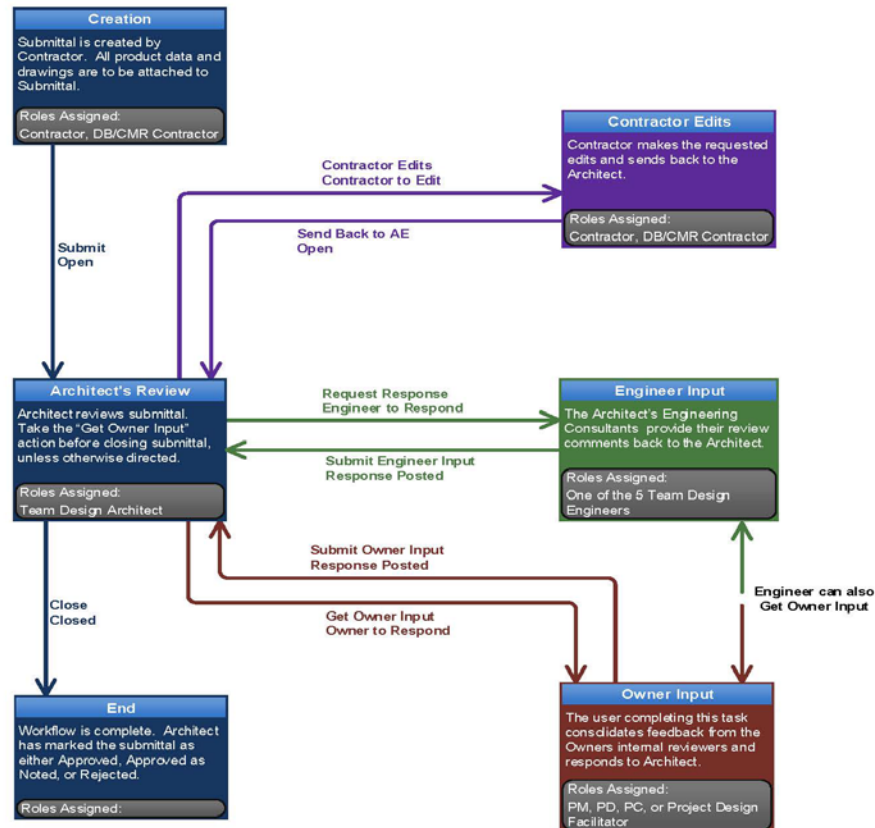 Creation
Submittal is created by
Contractor. All product data and
drawings are to be attached to
Submittal.
Roles Assigned:
Contractor, DB/CMR Contractor
Contractor Edits
Contractor makes the requested
edits and sends back to the
Architect.
Roles Assigned:
Contractor, DB/CMR Contractor
Contractor Edits
Contractor to Edit
Send Back to AE
Open
Submit
Open
Architect's Review
Architect reviews submittal.
Take the “Get Owner Input”
action before closing submittal,
unless otherwise directed.
Roles Assigned:
Team Design Architect
Request Response
Engineer to Respond
Submit Engineer Input
Response Posted
Engineer Input
The Architect's Engineering
Consultants provide their review
comments back to the Architect.
Roles Assigned:
One of the 5 Team Design
Engineers
Submit Owner Input
Response Posted
Get Owner Input
Owner to Respond
Engineer can also
Get Owner Input
Close
Closed
End
Workflow is complete. Architect
has marked the submittal as
either Approved, Approved as
Noted, or Rejected.
Roles Assigned:
Owner Input
The user completing this task
consolidates feedback from the
Owners internal reviewers and
responds to Architect.
Roles Assigned:
PM, PD, PC, or Project Design
Facilitator